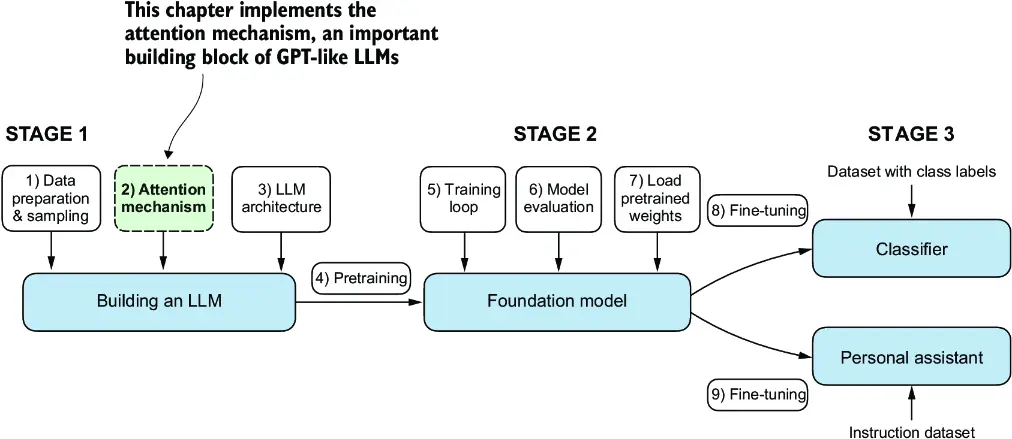 This chapter implements the
attention mechanism, an important
building block of GPT-like LLMs
STAGE 1
STAGE 2
STAGE 3
1) Data
preparation
& sampling
2) Attention
mechanism
3) LLM
architecture
5) Training
loop
6) Model
evaluation
7) Load
pretrained
weights
8) Fine-tuning
Dataset with class labels
Classifier
4) Pretraining
Building an LLM
Foundation model
Personal assistant
9) Fine-tuning
Instruction dataset